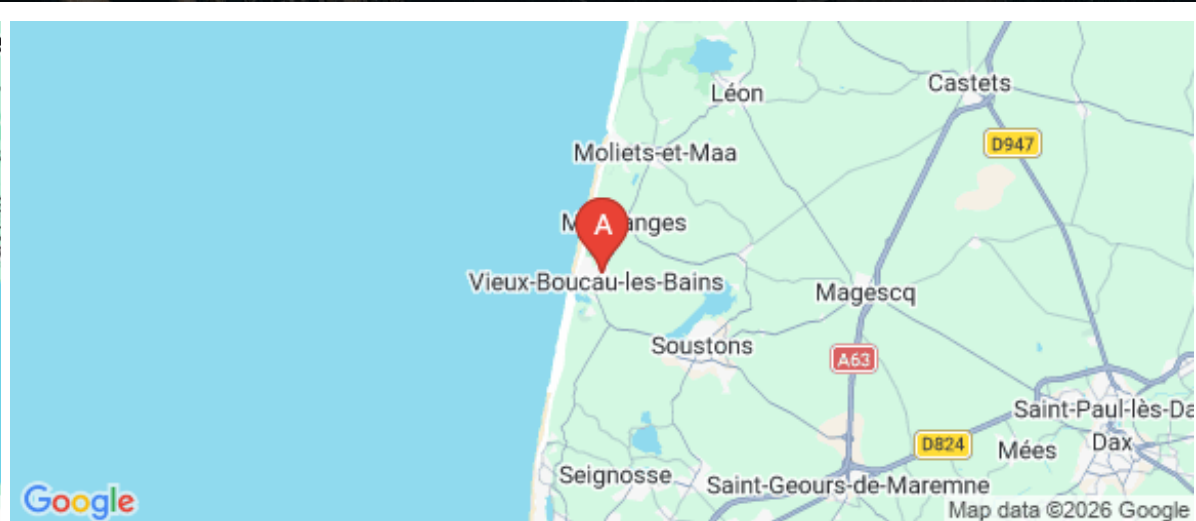 Léon
Castets
D947
Moliets-et-Maa
A
Vieux-Boucau-les-Bains
Magescq
Soustons
A63
Saint-Paul-lès-Da
D824
Mées
Dax
Seignosse
Saint-Geours-de-Maremne
Google
Map data ©2026 Google